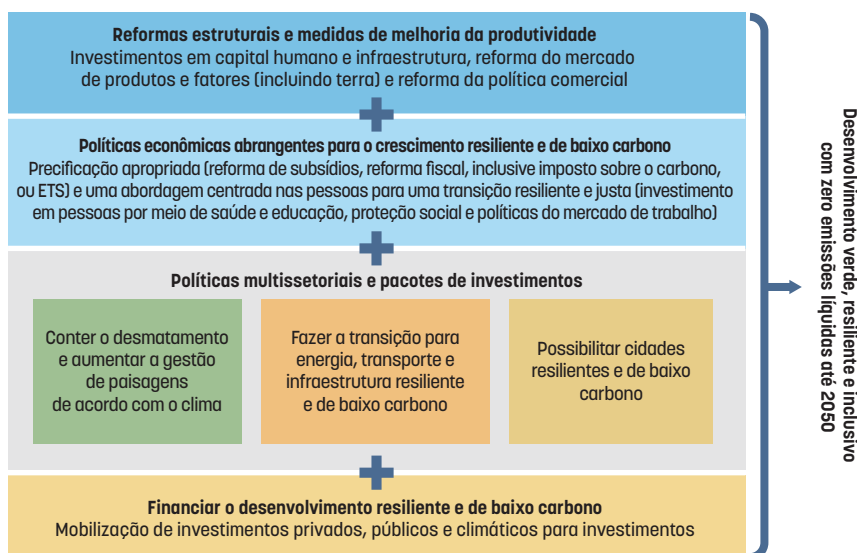 Reformas estruturais e medidas de melhoria da produtividade
Investimentos em capital humano e infraestrutura, reforma do mercado
de produtos e fatores (incluindo terra) e reforma da política comercial
Políticas econômicas abrangentes para o crescimento resiliente e de baixo carbono
Precificação apropriada (reforma de subsídios, reforma fiscal, inclusive imposto sobre o carbono,
ou ETS) e uma abordagem centrada nas pessoas para uma transição resiliente e justa (investimento
em pessoas por meio de saúde e educação, proteção social e políticas do mercado de trabalho)
Políticas multissetoriais e pacotes de investimentos
Conter o desmatamento
e aumentar a gestão
de paisagens
de acordo com o clima
Fazer a transição para
energia, transporte e
infraestrutura resiliente
e de baixo carbono
Possibilitar cidades
resilientes e de baixo
carbono
Financiar o desenvolvimento resiliente e de baixo carbono
Mobilização de investimentos privados, públicos e climáticos para investimentos
Desenvolvimento verde, resiliente e inclusivo
com zero emissões líquidas até 2050